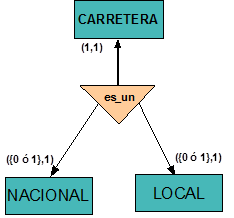 CARRETERA
(1,1)
es_un
({0 ó 1},1)
({0 ó 1},1)
NACIONAL
LOCAL